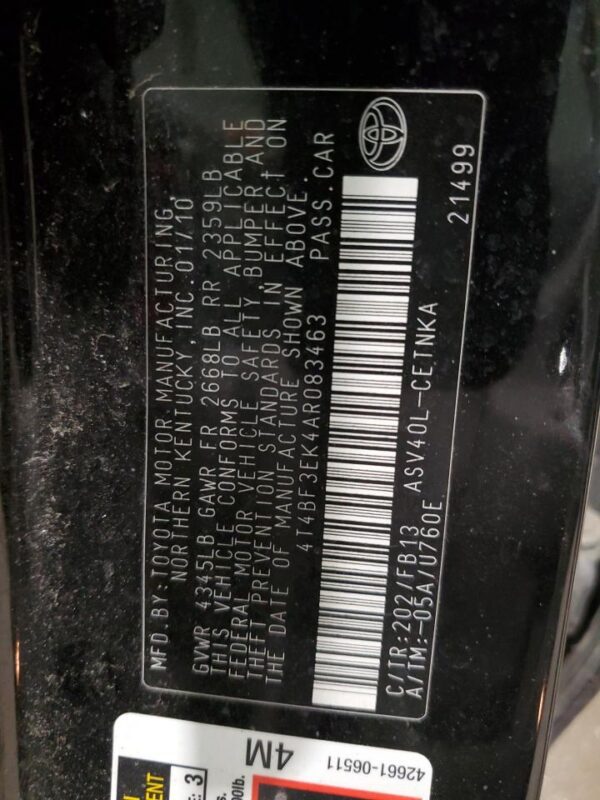 MFD BY: TOYOTA MOTOR MANUFACTURING,
NORTHERN KENTUCKY, INC. 01/10
GVWR 4345LB GAWR FR 2668LB RR 2359LB
THIS VEHICLE CONFORMS TO ALL APPLICABLE
FEDERAL MOTOR VEHICLE SAFETY, BUMPER AND
THEFT PREVENTION STANDARDS IN EFFECT ON
THE DATE OF MANUFACTURE SHOWN ABOVE.
4T4BF3EK4AR083463 PASS.CAR
C/TR:202/FB13 ASV40L-CETNKA
A/TM:-05A/U760E 21499
4M
42661-06511
3
00lb.